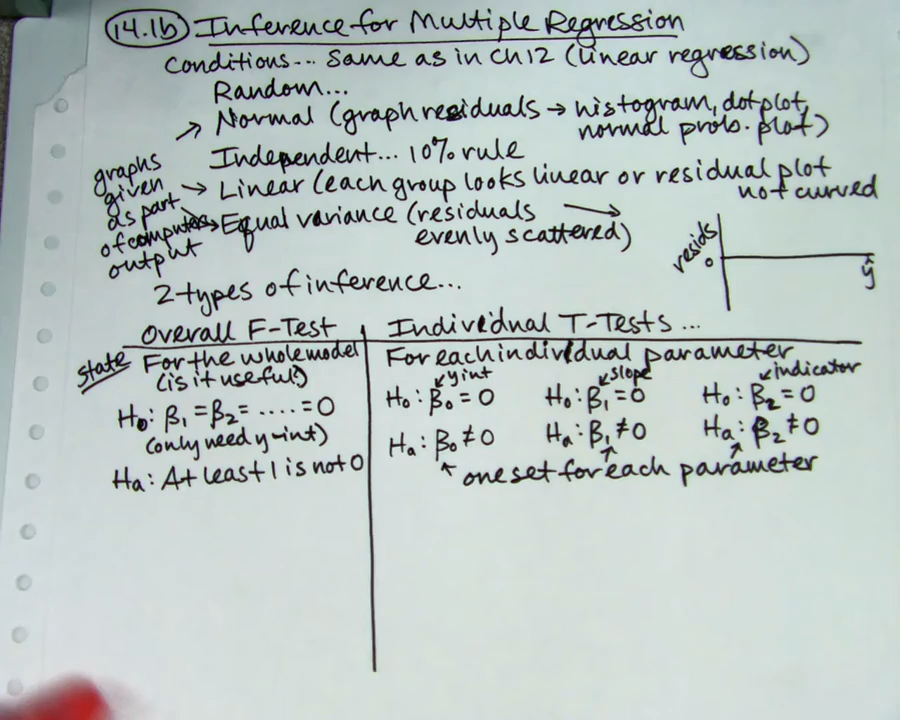 14.1b Inference for Multiple Regression
Conditions... Same as in Ch12 (linear regression)
Random...
→ Normal (graph residuals → histogram, dotplot,
normal prob. plot)
Independent... 10% rule
graphs
given
as part
of computer
output
→ Linear (each group looks linear or residual plot
not curved
→ Equal variance (residuals →
evenly scattered)
resids
0
ŷ
2 types of inference...
Overall F-Test
State For the whole model
(is it useful?)
H₀: β₁ = β₂ = ..... = 0
(only need y-int)
Hₐ: At least 1 is not 0
Individual T-Tests...
For each individual parameter
↙ yint ↙ slope ↙ indicator
H₀: β₀ = 0 H₀: β₁ = 0 H₀: β₂ = 0
Hₐ: β₀ ≠ 0 Hₐ: β₁ ≠ 0 Hₐ: β₂ ≠ 0
↑ one set for each parameter